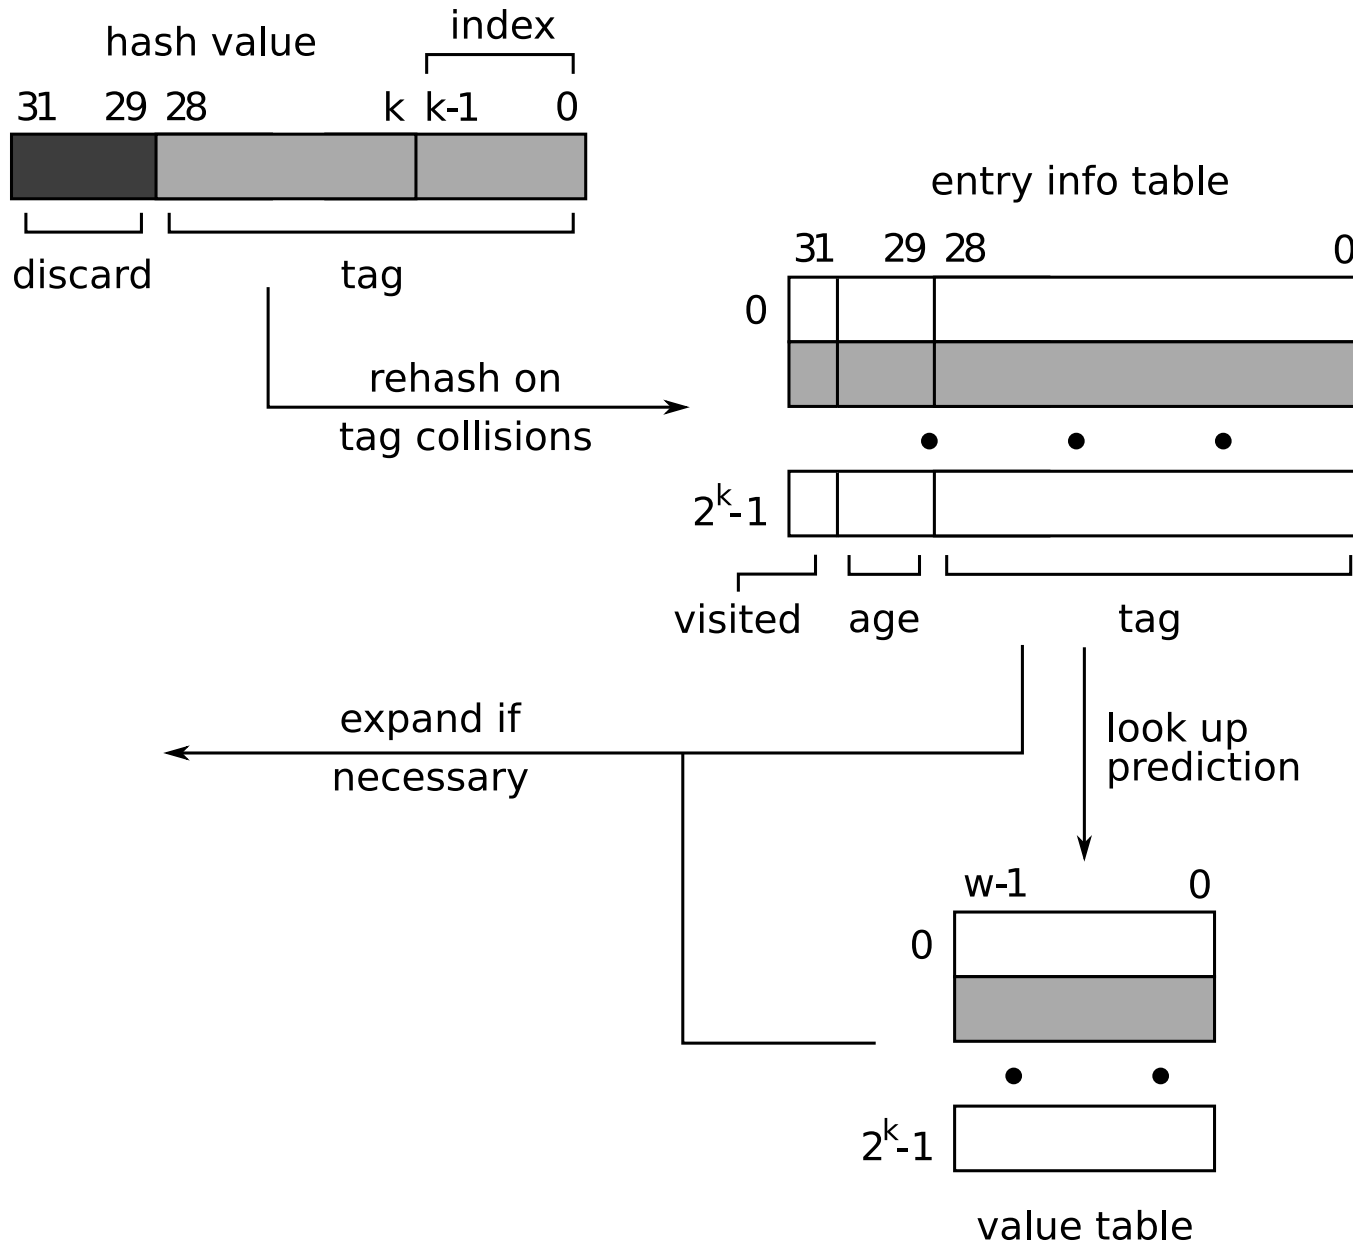 index
hash value
31 29 28 k k-1 0
discard tag
entry info table
31 29 28 0
0
rehash on
tag collisions
2^k-1
visited age tag
expand if
necessary
look up
prediction
w-1 0
0
2^k-1
value table